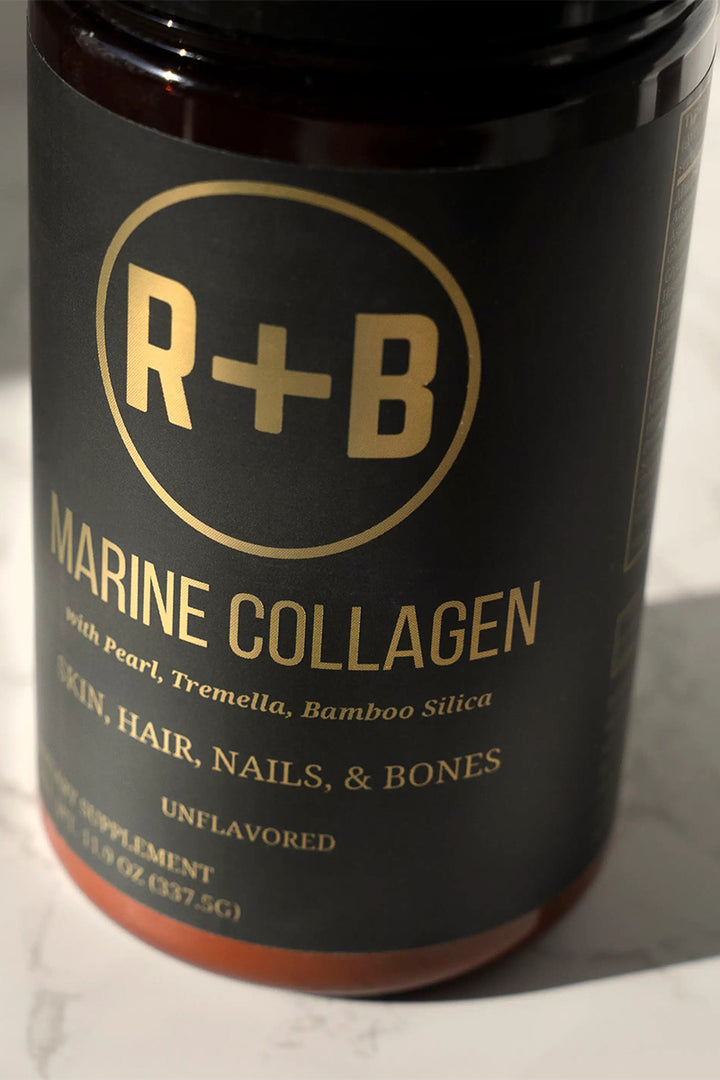 R+B
MARINE COLLAGEN
with Pearl, Tremella, Bamboo Silica
SKIN, HAIR, NAILS, & BONES
UNFLAVORED
SUPPLEMENT
11.9 OZ (337.5G)